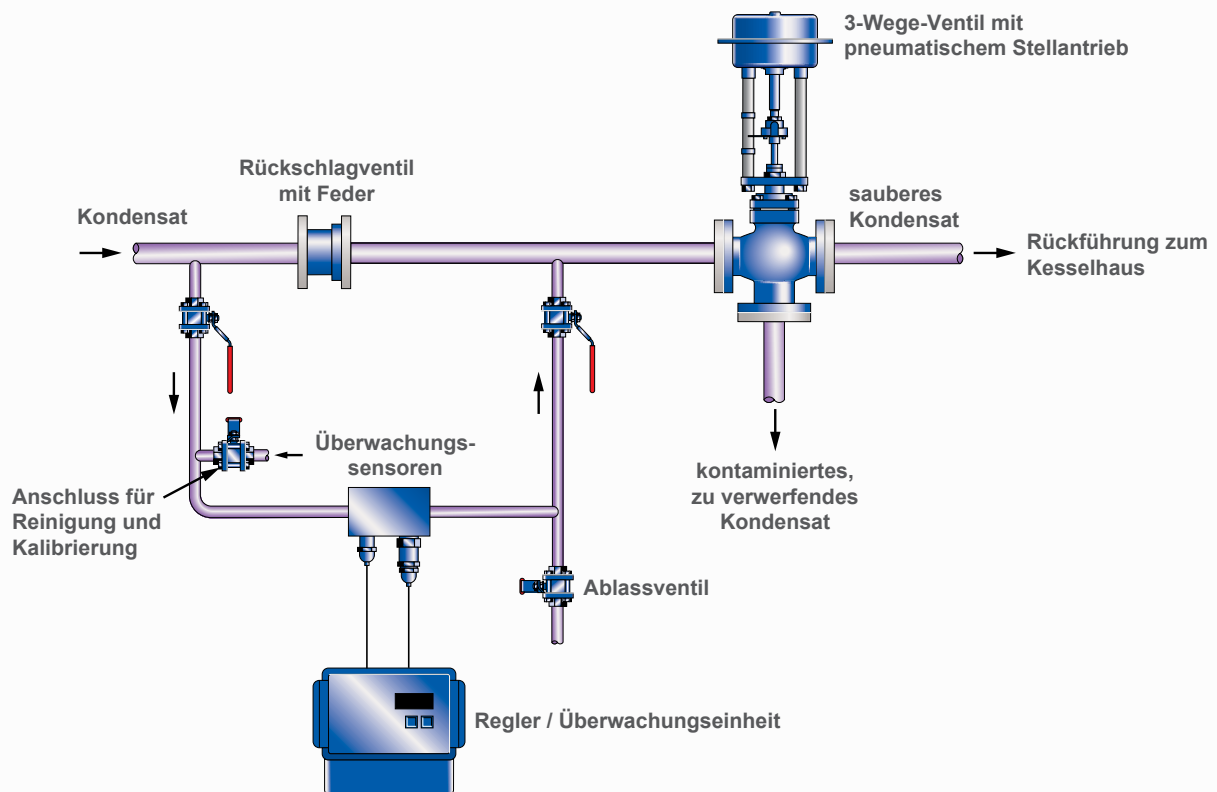 3-Wege-Ventil mit
pneumatischem Stellantrieb
Rückschlagventil
mit Feder
Kondensat
sauberes
Kondensat
Rückführung zum
Kesselhaus
Überwachungs-
sensoren
Anschluss für
Reinigung und
Kalibrierung
kontaminiertes,
zu verwerfendes
Kondensat
Ablassventil
Regler / Überwachungseinheit